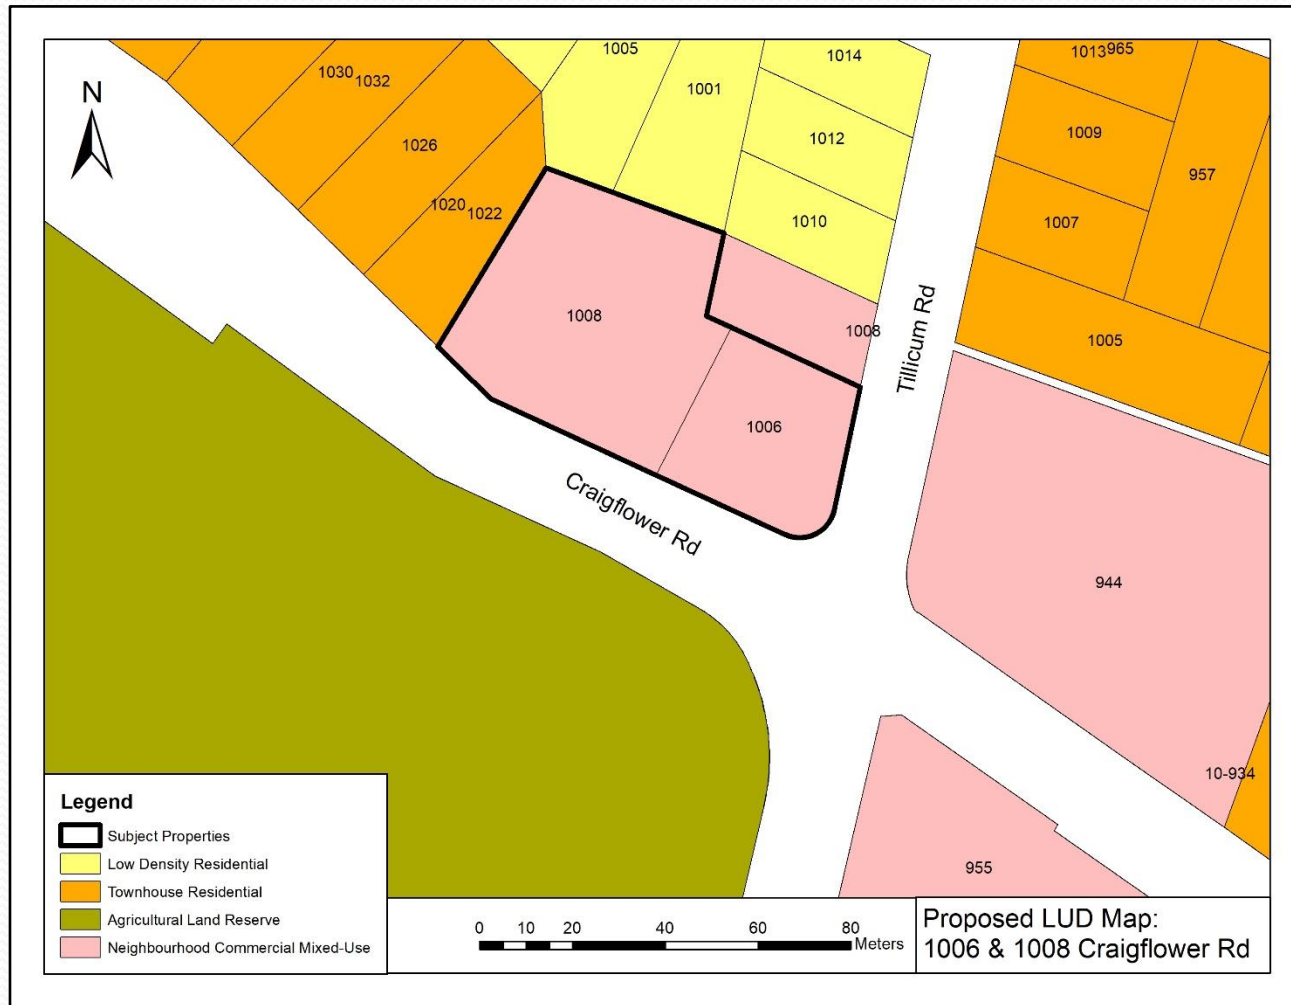 1005
1014
1013 965
N
1030 1032
1001
1012
1009
1026
957
1020 1022
1010
1007
1008
1008
Tillicum Rd
1005
1006
Craigflower Rd
944
10-934
955
Legend
Subject Properties
Low Density Residential
Townhouse Residential
Agricultural Land Reserve
Neighbourhood Commercial Mixed-Use
0 10 20 40 60 80
Meters
Proposed LUD Map:
1006 & 1008 Craigflower Rd